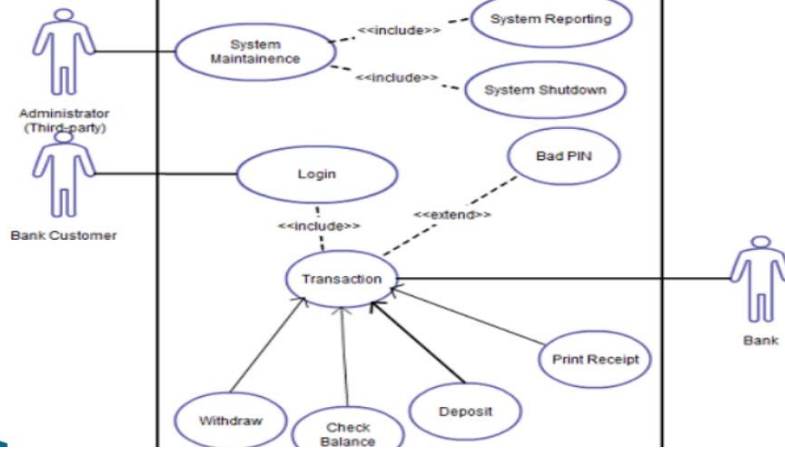 System Reporting
<<include>>
System
Maintainence
<<include>>
System Shutdown
Administrator
(Third-party)
Bad PIN
Login
Bank Customer
<<extend>>
<<include>>
Transaction
Bank
Print Receipt
Withdraw
Deposit
Check
Balance